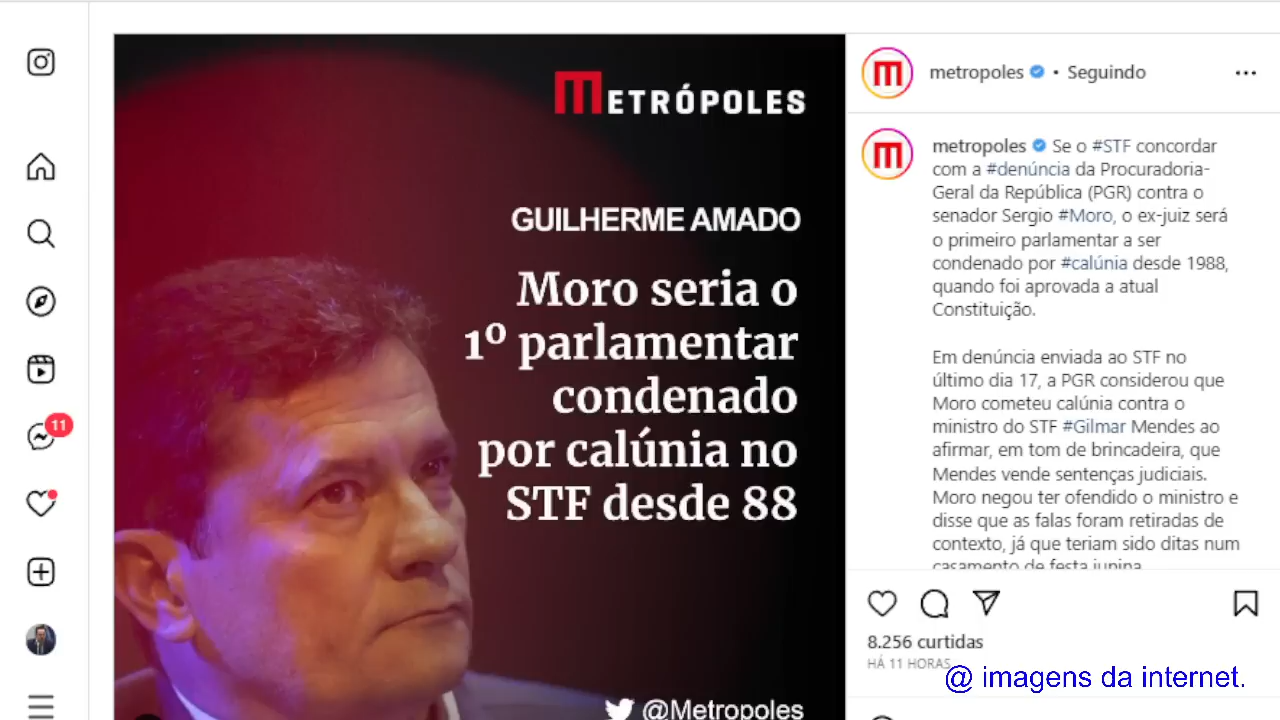 METRÓPOLES
GUILHERME AMADO
Moro seria o
1º parlamentar
condenado
por calúnia no
STF desde 88
@Metropoles
metropoles • Seguindo
metropoles Se o #STF concordar
com a #denúncia da Procuradoria-
Geral da República (PGR) contra o
senador Sergio #Moro, o ex-juiz será
o primeiro parlamentar a ser
condenado por #calúnia desde 1988,
quando foi aprovada a atual
Constituição.
Em denúncia enviada ao STF no
último dia 17, a PGR considerou que
Moro cometeu calúnia contra o
ministro do STF #Gilmar Mendes ao
afirmar, em tom de brincadeira, que
Mendes vende sentenças judiciais.
Moro negou ter ofendido o ministro e
disse que as falas foram retiradas de
contexto, já que teriam sido ditas num
casamento de festa junina
8.256 curtidas
HÁ 11 HORAS
@ imagens da internet.
11